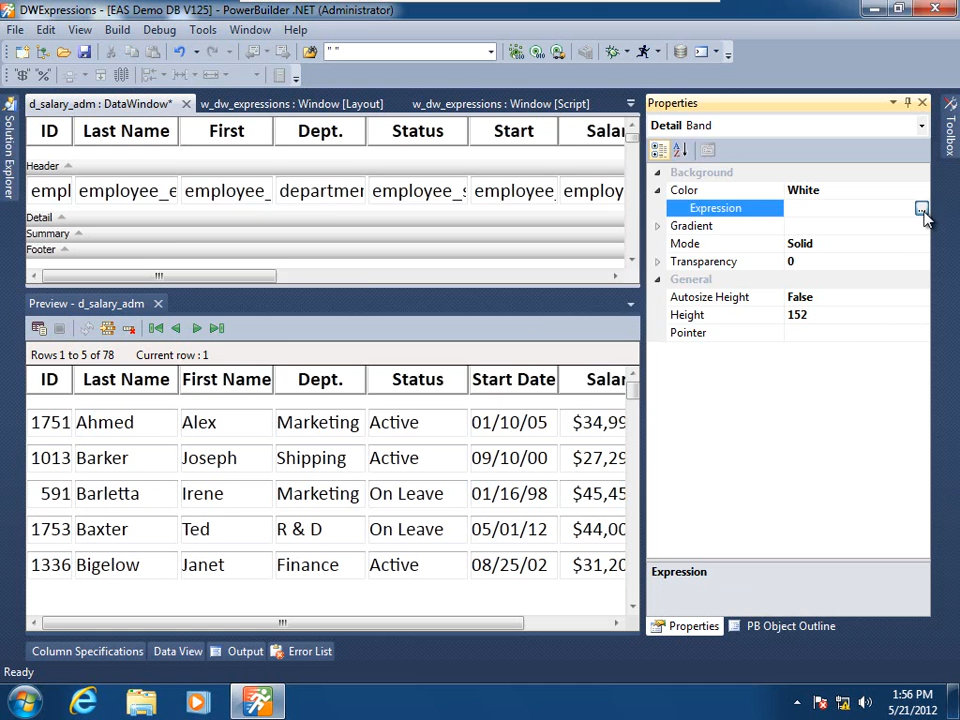 DWExpressions - [EAS Demo DB V125] - PowerBuilder .NET (Administrator)
File Edit View Build Debug Tools Window Help
" "
"$" "%"
d_salary_adm : DataWindow* w_dw_expressions : Window [Layout] w_dw_expressions : Window [Script]
Solution Explorer
ID Last Name First Dept. Status Start Salar
Header
empl employee_e employee_ departmer employee_s employee_ employ
Detail
Summary
Footer
Preview - d_salary_adm
Rows 1 to 5 of 78 Current row : 1
ID Last Name First Name Dept. Status Start Date Salar
1751 Ahmed Alex Marketing Active 01/10/05 $34,99
1013 Barker Joseph Shipping Active 09/10/00 $27,29
591 Barletta Irene Marketing On Leave 01/16/98 $45,45
1753 Baxter Ted R & D On Leave 05/01/12 $44,00
1336 Bigelow Janet Finance Active 08/25/02 $31,20
Properties
Detail Band
Background
Color White
Expression ...
Gradient
Mode Solid
Transparency 0
General
Autosize Height False
Height 152
Pointer
Expression
Properties PB Object Outline
Toolbox
Column Specifications Data View Output Error List
Ready
1:56 PM
5/21/2012